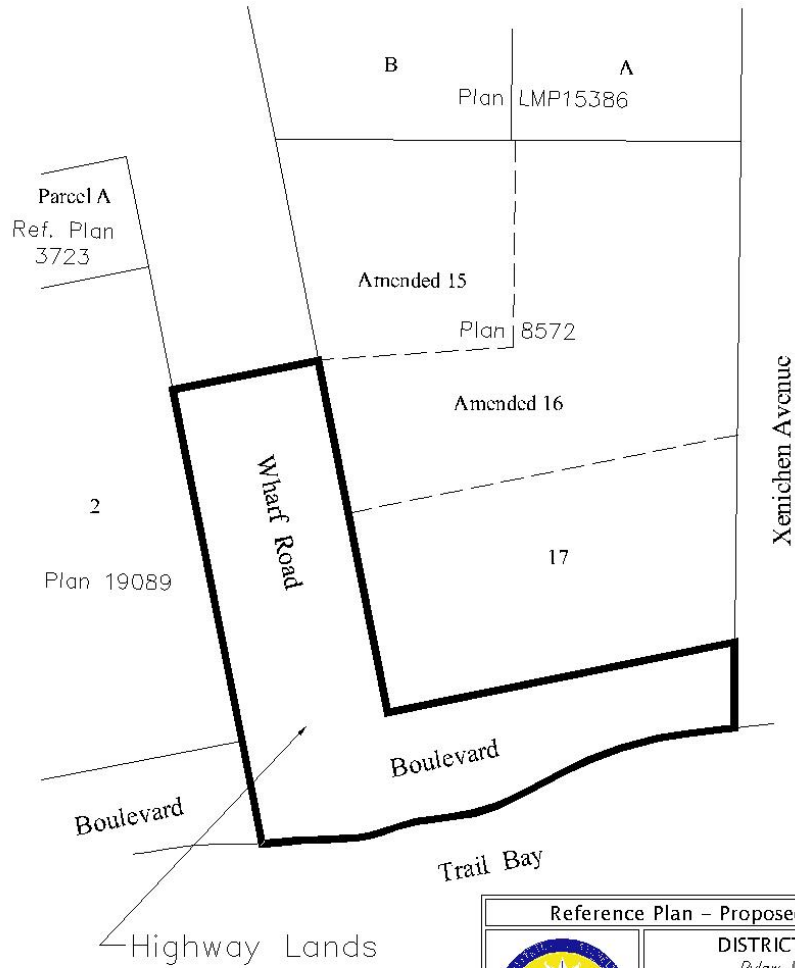 B
A
Plan LMP15386
Parcel A
Ref. Plan
3723
Amended 15
Plan 8572
Amended 16
Xenichen Avenue
Wharf Road
2
17
Plan 19089
Boulevard
Boulevard
Trail Bay
Highway Lands
Reference Plan - Propose
DISTRICT